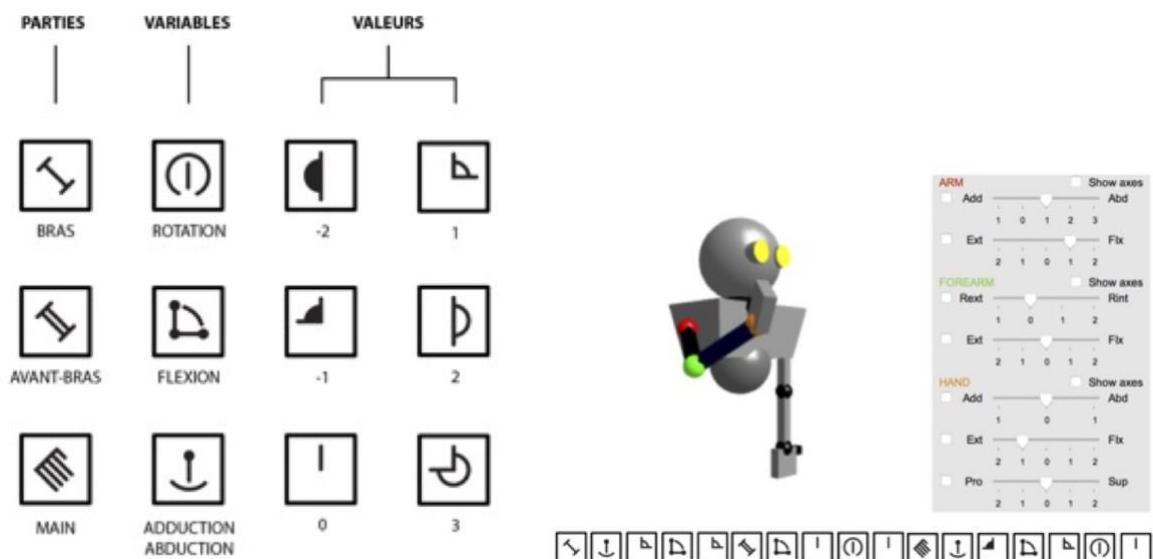 PARTIES VARIABLES VALEURS
BRAS ROTATION -2 1
AVANT-BRAS FLEXION -1 2
MAIN ADDUCTION ABDUCTION 0 3
ARM Show axes
Add Abd
1 0 1 2 3
Ext Flx
2 1 0 1 2
FOREARM Show axes
Rext Rint
1 0 1 2
Ext Flx
2 1 0 1 2
HAND Show axes
Add Abd
1 0 1
Ext Flx
2 1 0 1 2
Pro Sup
2 1 0 1 2